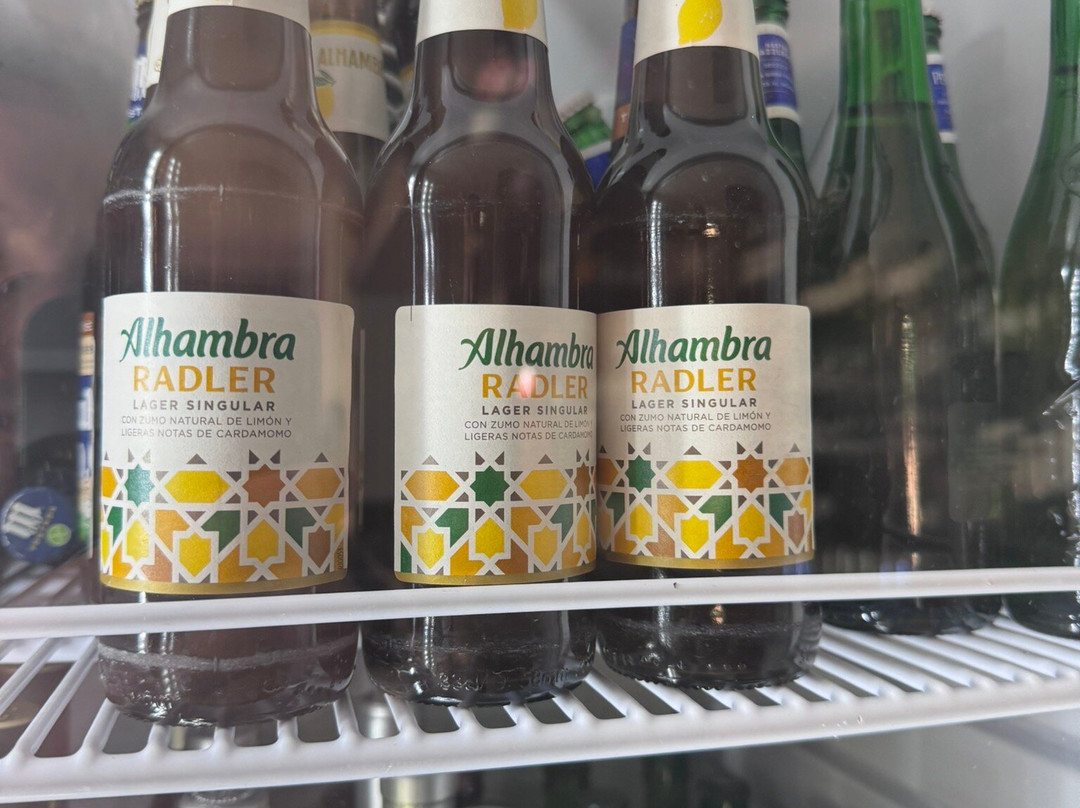 ALHAMB
Alhambra
RADLER
LAGER SINGULAR
CON ZUMO NATURAL DE LIMÓN Y
LIGERAS NOTAS DE CARDAMOMO
Alhambra
RADLER
LAGER SINGULAR
CON ZUMO NATURAL DE LIMÓN Y
LIGERAS NOTAS DE CARDAMOMO
Alhambra
RADLER
LAGER SINGULAR
CON ZUMO NATURAL DE LIMÓN Y
LIGERAS NOTAS DE CARDAMOMO